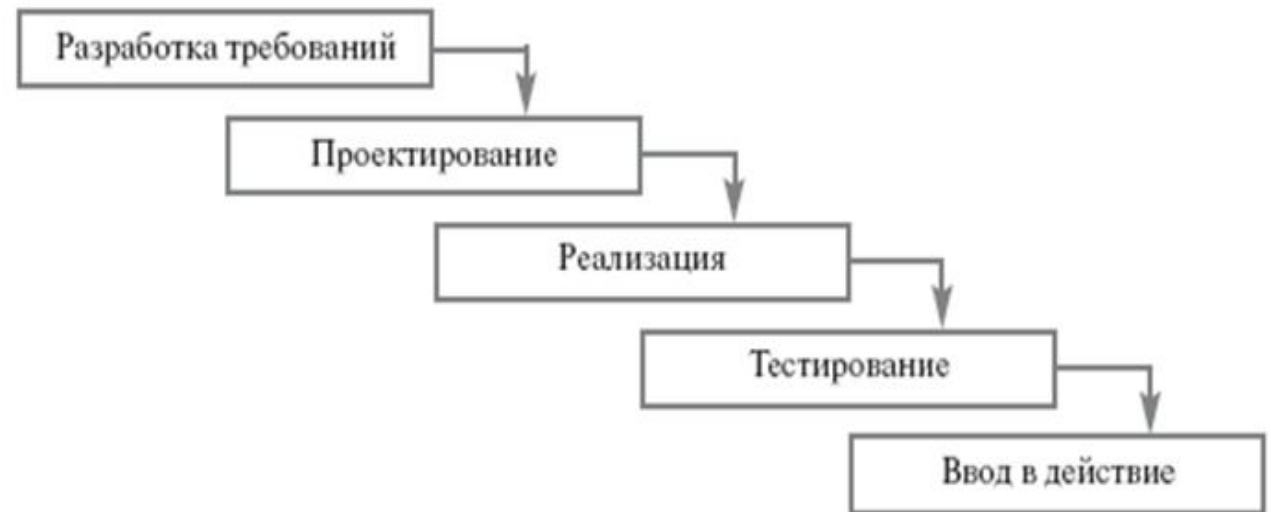 Разработка требований
Проектирование
Реализация
Тестирование
Ввод в действие